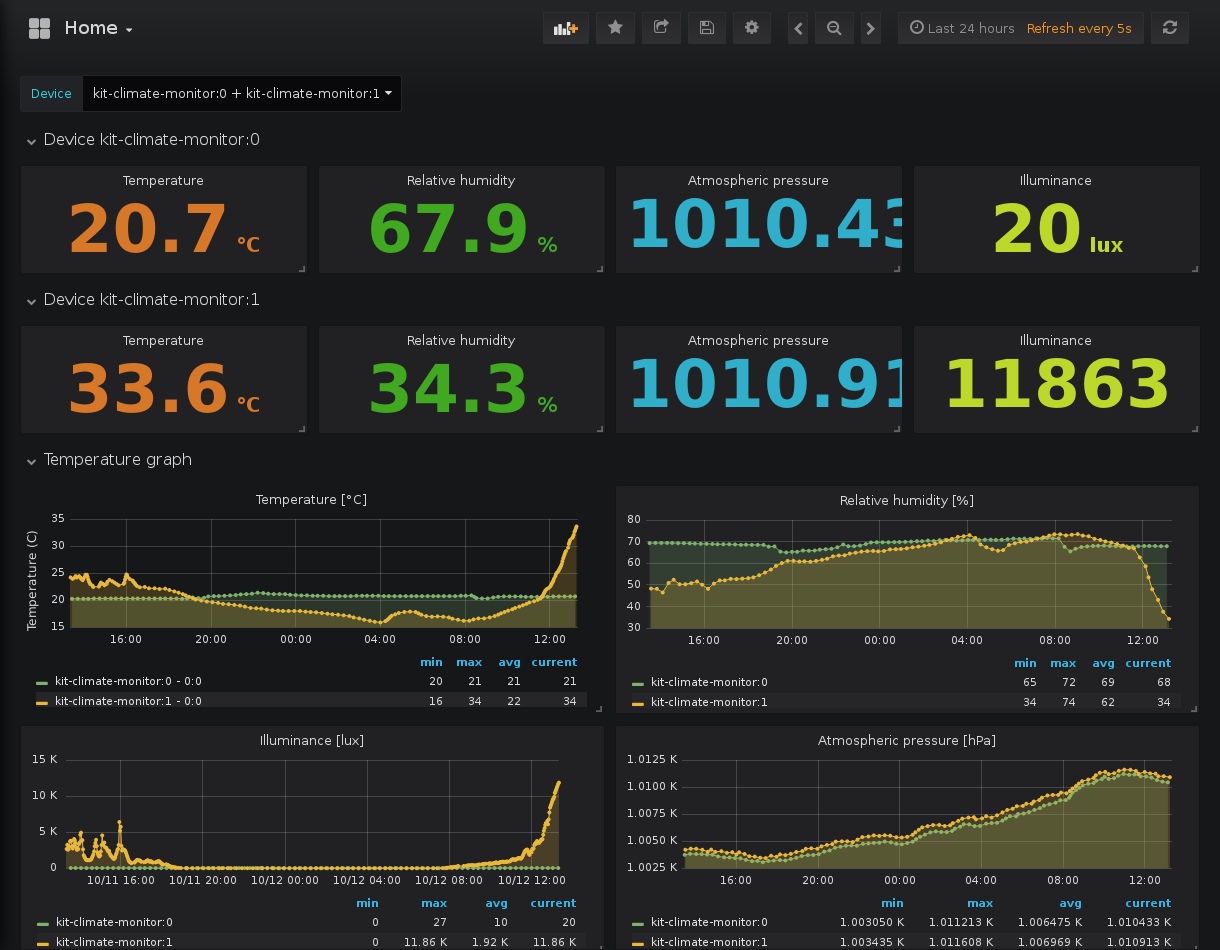 Home
Last 24 hours Refresh every 5s
Device kit-climate-monitor:0 + kit-climate-monitor:1
Device kit-climate-monitor:0
Temperature Relative humidity Atmospheric pressure Illuminance
20.7 °C 67.9 % 1010.43 20 lux
Device kit-climate-monitor:1
Temperature Relative humidity Atmospheric pressure Illuminance
33.6 °C 34.3 % 1010.91 11863
Temperature graph
Temperature [°C]
Temperature (C)
35
30
25
20
15
16:00 20:00 00:00 04:00 08:00 12:00
min max avg current
kit-climate-monitor:0 - 0:0 20 21 21 21
kit-climate-monitor:1 - 0:0 16 34 22 34
Relative humidity [%]
80
70
60
50
40
30
16:00 20:00 00:00 04:00 08:00 12:00
min max avg current
kit-climate-monitor:0 65 72 69 68
kit-climate-monitor:1 34 74 62 34
Illuminance [lux]
15 K
10 K
5 K
0
10/11 16:00 10/11 20:00 10/12 00:00 10/12 04:00 10/12 08:00 10/12 12:00
min max avg current
kit-climate-monitor:0 0 27 10 20
kit-climate-monitor:1 0 11.86 K 1.92 K 11.86 K
Atmospheric pressure [hPa]
1.0125 K
1.0100 K
1.0075 K
1.0050 K
1.0025 K
16:00 20:00 00:00 04:00 08:00 12:00
min max avg current
kit-climate-monitor:0 1.003050 K 1.011213 K 1.006475 K 1.010433 K
kit-climate-monitor:1 1.003435 K 1.011608 K 1.006969 K 1.010913 K